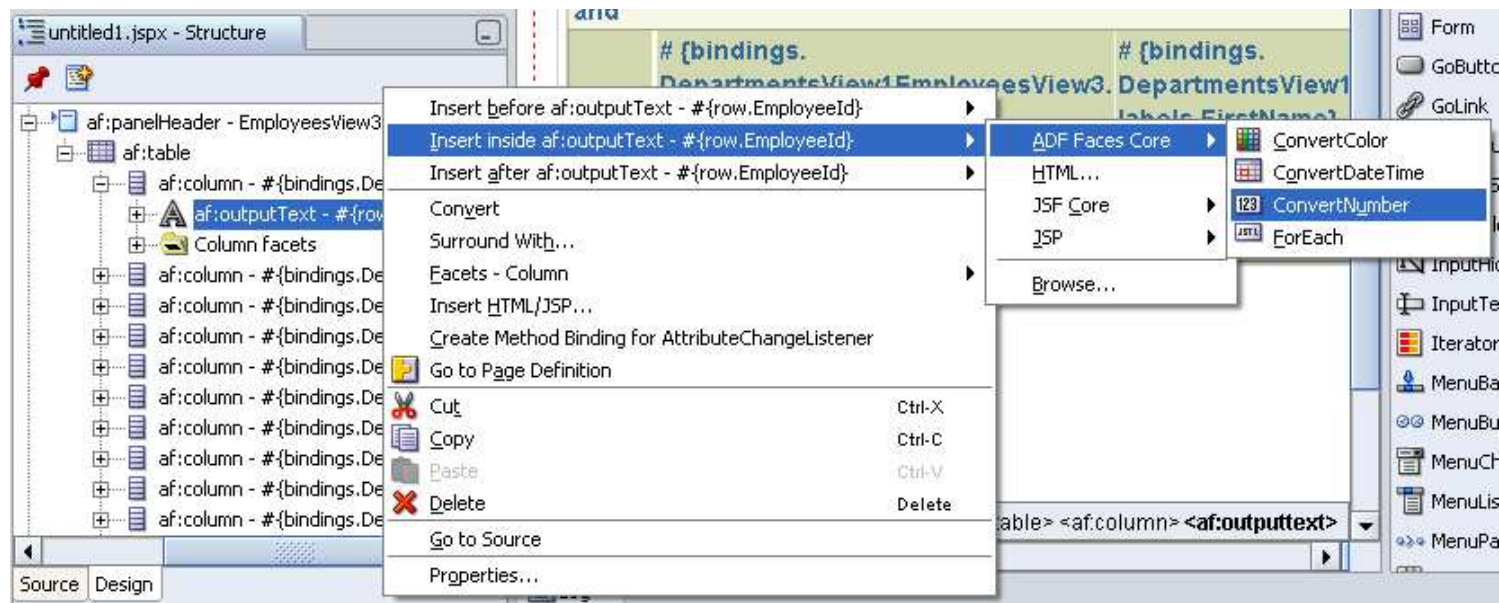 untitled1.jspx - Structure
af:panelHeader - EmployeesView3
af:table
af:column - #{bindings.De
af:outputText - #{row
Column facets
af:column - #{bindings.De
af:column - #{bindings.De
af:column - #{bindings.De
af:column - #{bindings.De
af:column - #{bindings.De
af:column - #{bindings.De
af:column - #{bindings.De
af:column - #{bindings.De
af:column - #{bindings.De
Source Design
Insert before af:outputText - #{row.EmployeeId}
Insert inside af:outputText - #{row.EmployeeId}
Insert after af:outputText - #{row.EmployeeId}
Convert
Surround With...
Facets - Column
Insert HTML/JSP...
Create Method Binding for AttributeChangeListener
Go to Page Definition
Cut Ctrl-X
Copy Ctrl-C
Paste Ctrl-V
Delete Delete
Go to Source
Properties...
ADF Faces Core
HTML...
JSF Core
JSP
Browse...
ConvertColor
ConvertDateTime
123 ConvertNumber
JSTL ForEach
and
# {bindings.
DepartmentsView1EmployeesView3.
# {bindings.
DepartmentsView1
labels.FirstName}
table> <af:column> <af:outputtext>
Form
GoButto
GoLink
InputHid
InputTe
Iterator
MenuBa
MenuBu
MenuCh
MenuLis
MenuPa